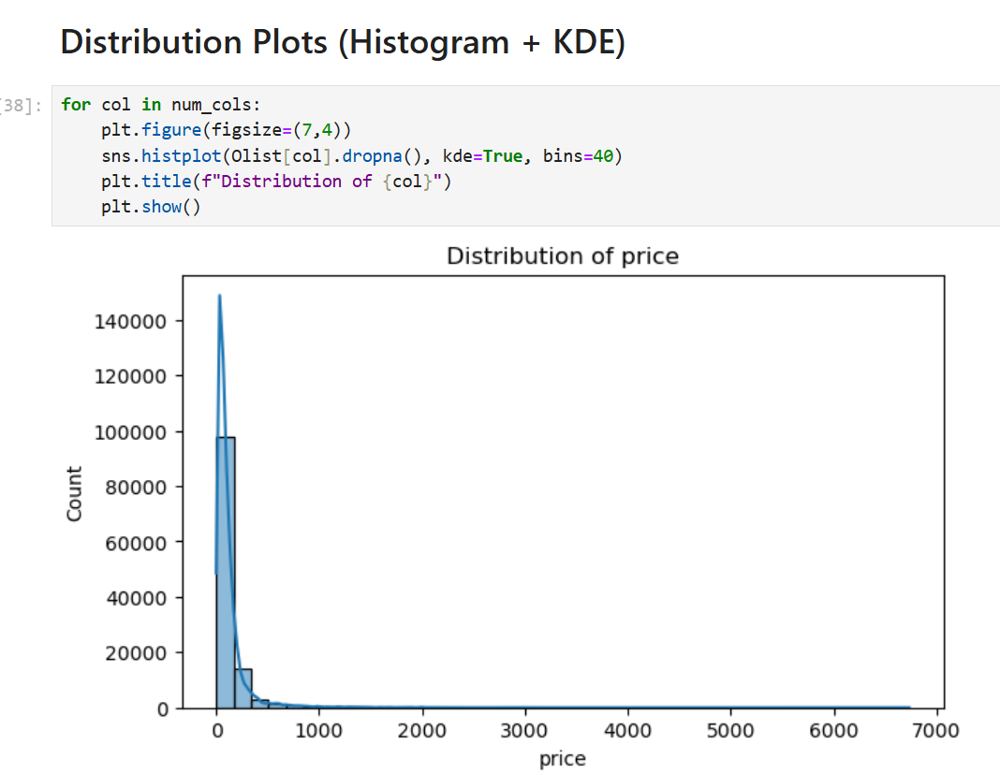 Distribution Plots (Histogram + KDE)
[38]:
for col in num_cols:
    plt.figure(figsize=(7,4))
    sns.histplot(Olist[col].dropna(), kde=True, bins=40)
    plt.title(f"Distribution of {col}")
    plt.show()
Distribution of price
140000
120000
100000
80000
60000
40000
20000
0
Count
0 1000 2000 3000 4000 5000 6000 7000
price